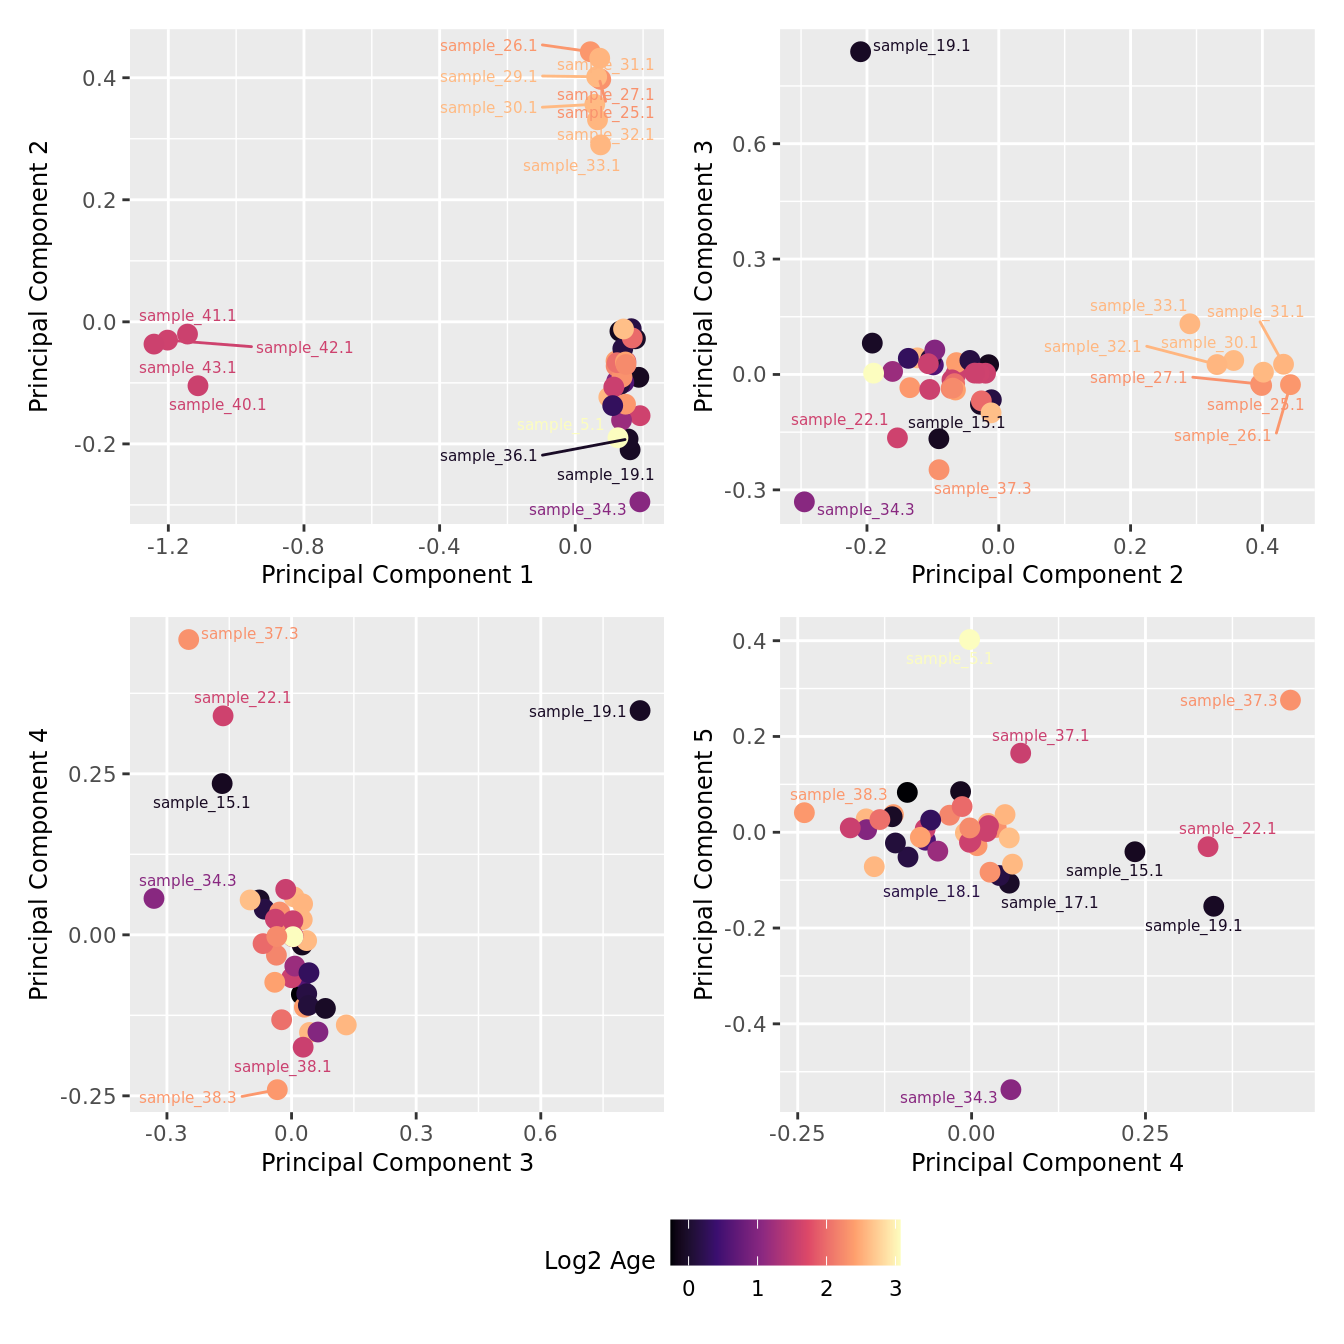 sample_26.1
sample_31.1
sample_29.1
sample_27.1
sample_30.1
sample_25.1
sample_32.1
sample_33.1
sample_41.1
sample_42.1
sample_43.1
sample_40.1
sample_5.1
sample_36.1
sample_19.1
sample_34.3
0.4
0.2
0.0
-0.2
-1.2
-0.8
-0.4
0.0
Principal Component 1
Principal Component 2
sample_19.1
sample_33.1
sample_31.1
sample_32.1
sample_30.1
sample_27.1
sample_25.1
sample_26.1
sample_22.1
sample_15.1
sample_37.3
sample_34.3
0.6
0.3
0.0
-0.3
-0.2
0.0
0.2
0.4
Principal Component 2
Principal Component 3
sample_37.3
sample_22.1
sample_19.1
sample_15.1
sample_34.3
sample_38.1
sample_38.3
0.25
0.00
-0.25
-0.3
0.0
0.3
0.6
Principal Component 3
Principal Component 4
sample_5.1
sample_37.3
sample_37.1
sample_38.3
sample_22.1
sample_15.1
sample_18.1
sample_17.1
sample_19.1
sample_34.3
0.4
0.2
0.0
-0.2
-0.4
-0.25
0.00
0.25
Principal Component 4
Principal Component 5
Log2 Age
0
1
2
3